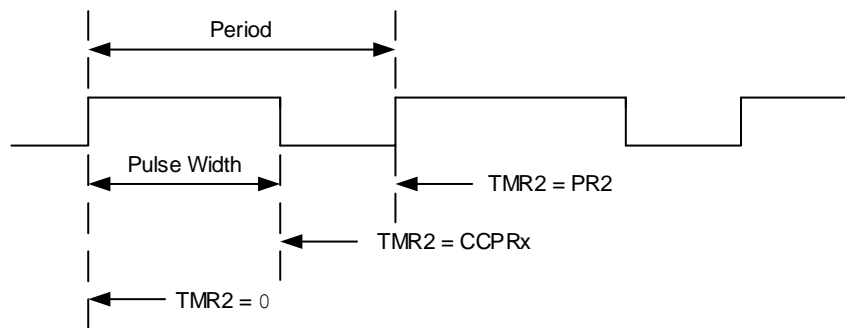 Period
Pulse Width
TMR2 = PR2
TMR2 = CCPRx
TMR2 = 0